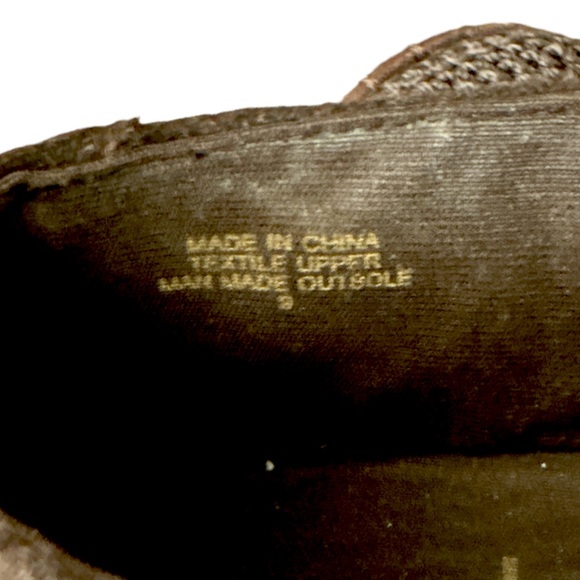 MADE IN CHINA
TEXTILE UPPER
MAN MADE OUTSOLE
9